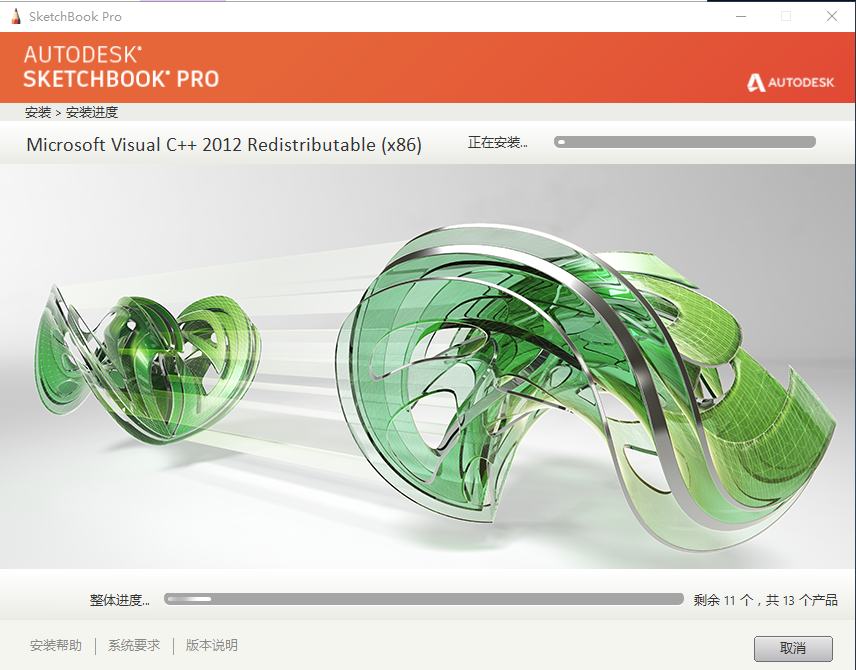 SketchBook Pro
AUTODESK®
SKETCHBOOK® PRO
AUTODESK
安装 > 安装进度
Microsoft Visual C++ 2012 Redistributable (x86)
正在安装...
整体进度...
剩余 11 个，共 13 个产品
安装帮助
系统要求
版本说明
取消